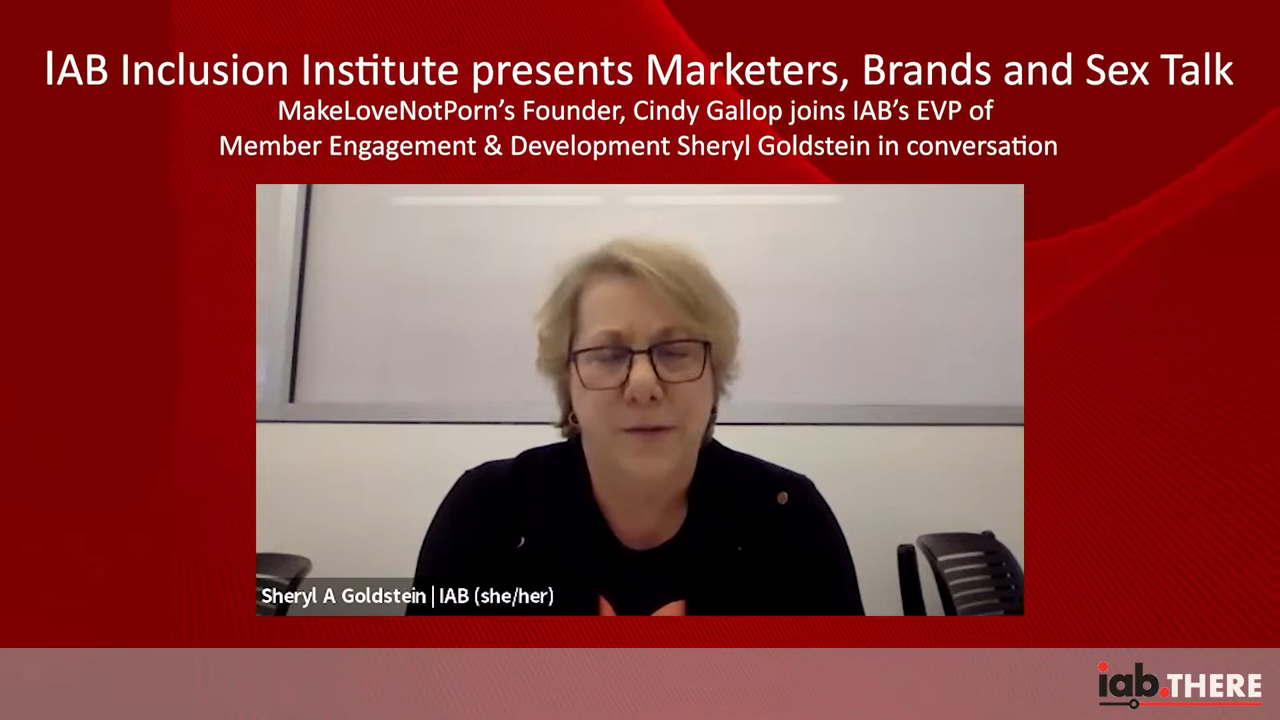 IAB Inclusion Institute presents Marketers, Brands and Sex Talk
MakeLoveNotPorn’s Founder, Cindy Gallop joins IAB’s EVP of
Member Engagement & Development Sheryl Goldstein in conversation
Sheryl A Goldstein | IAB (she/her)
iab.THERE